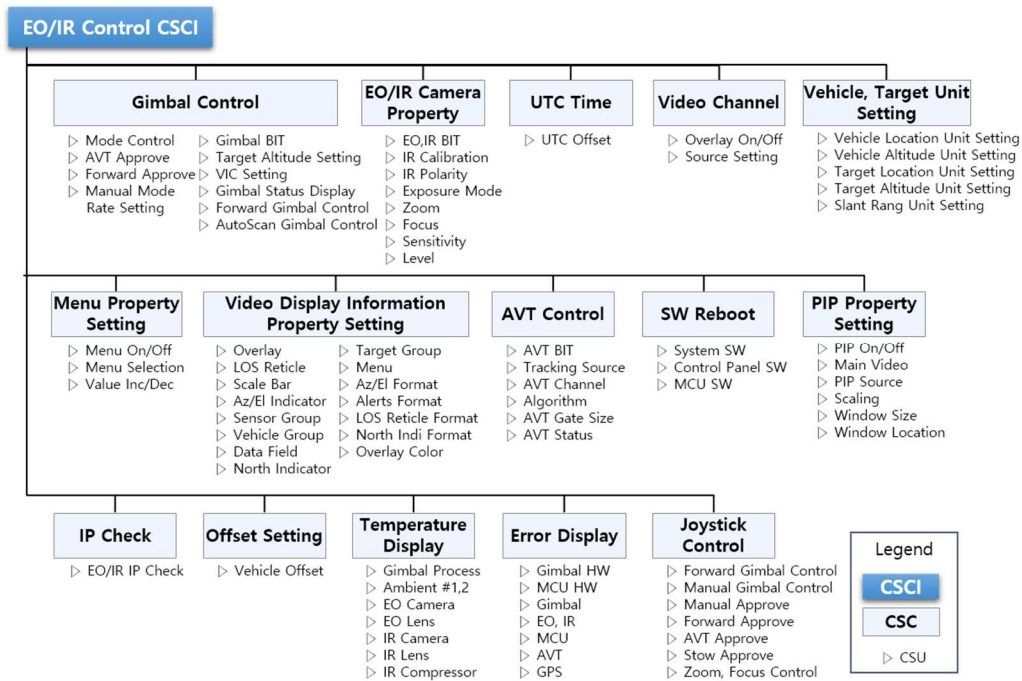 EO/IR Control CSCI
Gimbal Control
▷ Mode Control
▷ AVT Approve
▷ Forward Approve
▷ Manual Mode
Rate Setting
▷ Gimbal BIT
▷ Target Altitude Setting
▷ VIC Setting
▷ Gimbal Status Display
▷ Forward Gimbal Control
▷ AutoScan Gimbal Control
EO/IR Camera
Property
▷ EO,IR BIT
▷ IR Calibration
▷ IR Polarity
▷ Exposure Mode
▷ Zoom
▷ Focus
▷ Sensitivity
▷ Level
UTC Time
▷ UTC Offset
Video Channel
▷ Overlay On/Off
▷ Source Setting
Vehicle, Target Unit
Setting
▷ Vehicle Location Unit Setting
▷ Vehicle Altitude Unit Setting
▷ Target Location Unit Setting
▷ Target Altitude Unit Setting
▷ Slant Rang Unit Setting
Menu Property
Setting
▷ Menu On/Off
▷ Menu Selection
▷ Value Inc/Dec
Video Display Information
Property Setting
▷ Overlay
▷ LOS Reticle
▷ Scale Bar
▷ Az/El Indicator
▷ Sensor Group
▷ Vehicle Group
▷ Data Field
▷ North Indicator
▷ Target Group
▷ Menu
▷ Az/El Format
▷ Alerts Format
▷ LOS Reticle Format
▷ North Indi Format
▷ Overlay Color
AVT Control
▷ AVT BIT
▷ Tracking Source
▷ AVT Channel
▷ Algorithm
▷ AVT Gate Size
▷ AVT Status
SW Reboot
▷ System SW
▷ Control Panel SW
▷ MCU SW
PIP Property
Setting
▷ PIP On/Off
▷ Main Video
▷ PIP Source
▷ Scaling
▷ Window Size
▷ Window Location
IP Check
▷ EO/IR IP Check
Offset Setting
▷ Vehicle Offset
Temperature
Display
▷ Gimbal Process
▷ Ambient #1,2
▷ EO Camera
▷ EO Lens
▷ IR Camera
▷ IR Lens
▷ IR Compressor
Error Display
▷ Gimbal HW
▷ MCU HW
▷ Gimbal
▷ EO, IR
▷ MCU
▷ AVT
▷ GPS
Joystick
Control
▷ Forward Gimbal Control
▷ Manual Gimbal Control
▷ Manual Approve
▷ Forward Approve
▷ AVT Approve
▷ Stow Approve
▷ Zoom, Focus Control
Legend
CSCI
CSC
▷ CSU